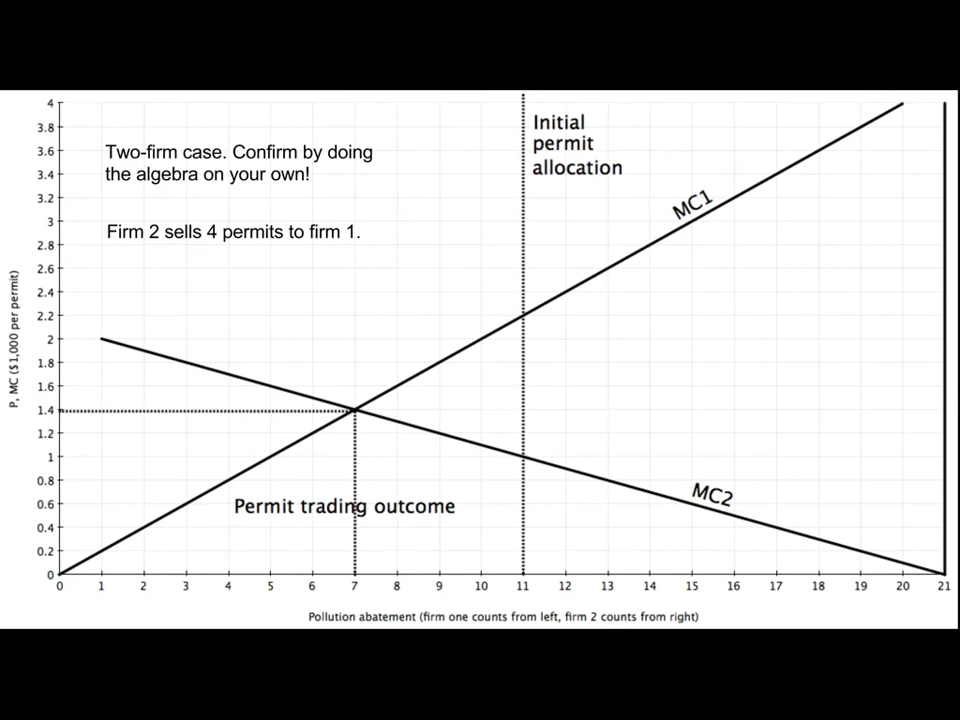 Two-firm case. Confirm by doing
the algebra on your own!
Firm 2 sells 4 permits to firm 1.
Initial
permit
allocation
MC1
MC2
Permit trading outcome
P, MC ($1,000 per permit)
4
3.8
3.6
3.4
3.2
3
2.8
2.6
2.4
2.2
2
1.8
1.6
1.4
1.2
1
0.8
0.6
0.4
0.2
0
0 1 2 3 4 5 6 7 8 9 10 11 12 13 14 15 16 17 18 19 20 21
Pollution abatement (firm one counts from left, firm 2 counts from right)